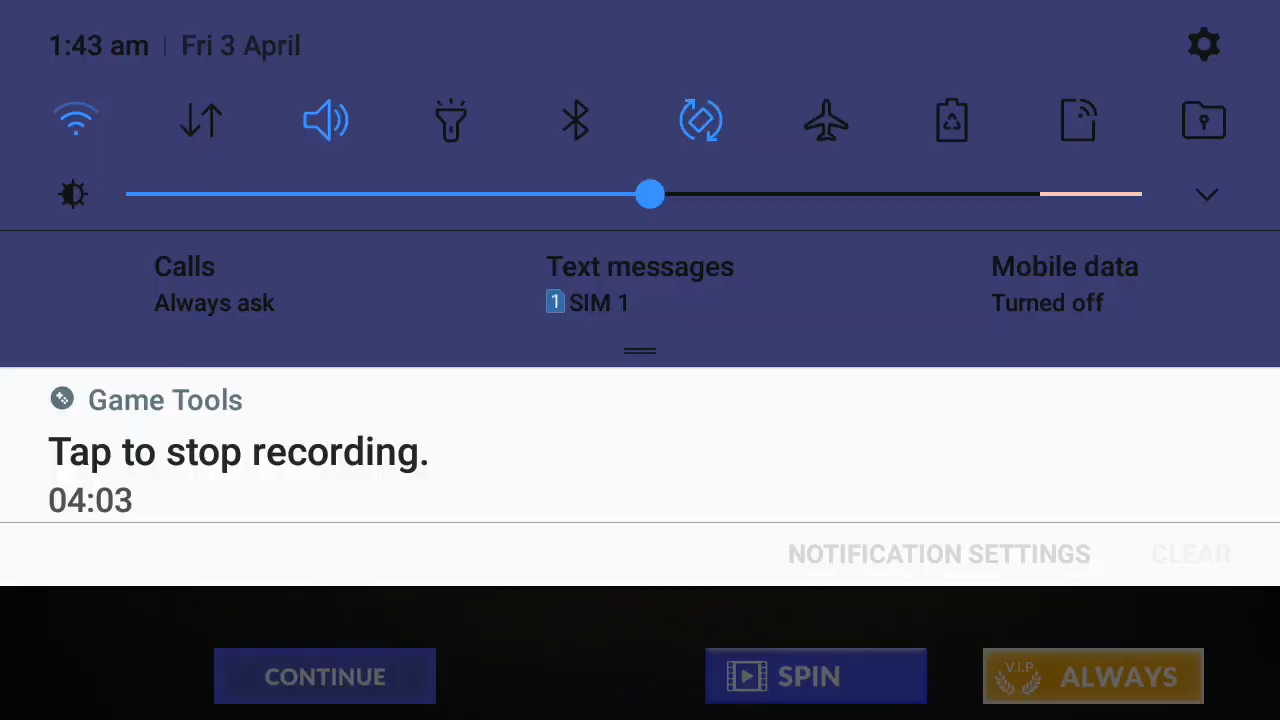 1:43 am | Fri 3 April
Calls
Always ask
Text messages
1 SIM 1
Mobile data
Turned off
Game Tools
Tap to stop recording.
04:03
NOTIFICATION SETTINGS CLEAR
CONTINUE SPIN V.I.P ALWAYS